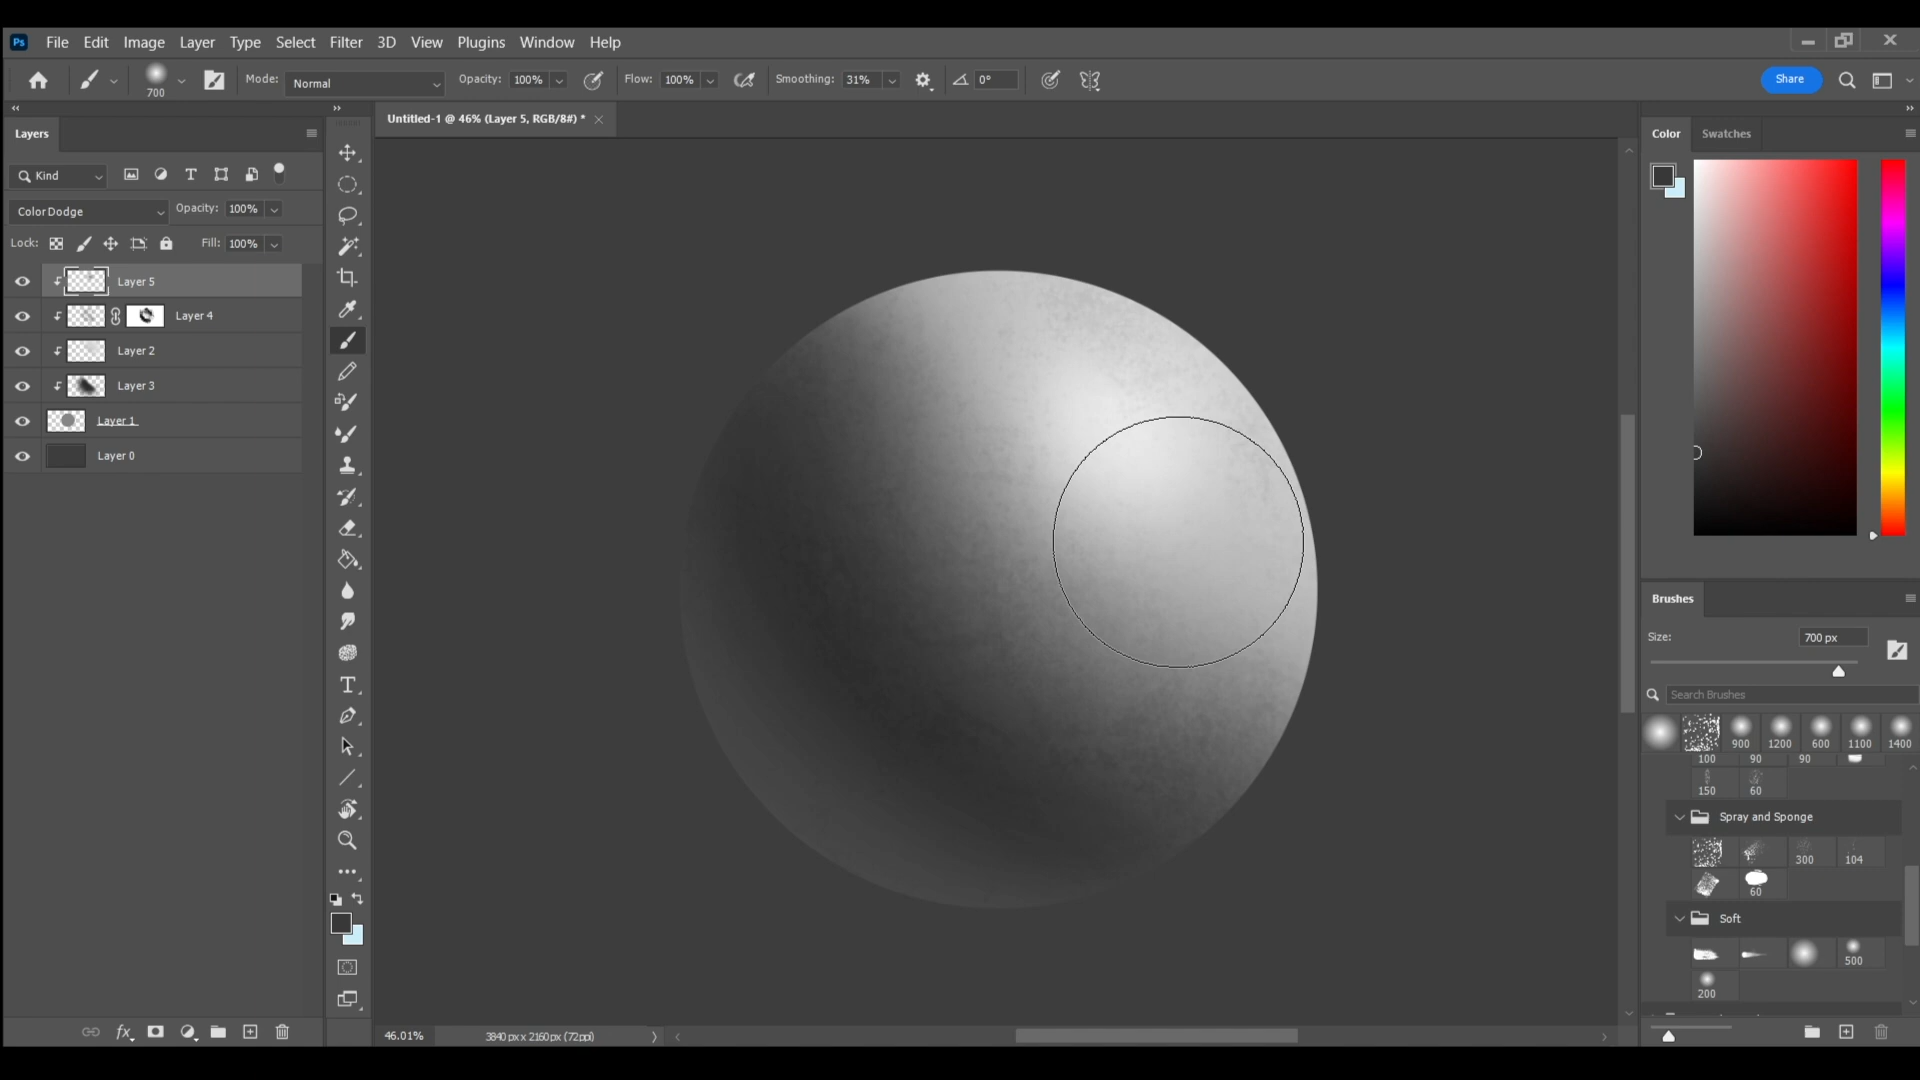 Ps File Edit Image Layer Type Select Filter 3D View Plugins Window Help
700 Mode: Normal Opacity: 100% Flow: 100% Smoothing: 31% 0° Share
Layers
Kind
Color Dodge Opacity: 100%
Lock: Fill: 100%
Layer 5
Layer 4
Layer 2
Layer 3
Layer 1
Layer 0
fx
Untitled-1 @ 46% (Layer 5, RGB/8#) *
46.01% 3840 px x 2160 px (72 ppi)
Color Swatches
Brushes
Size: 700 px
Search Brushes
900 1200 600 1100 1400
100 90 90
150 60
Spray and Sponge
300 104
60
Soft
500
200